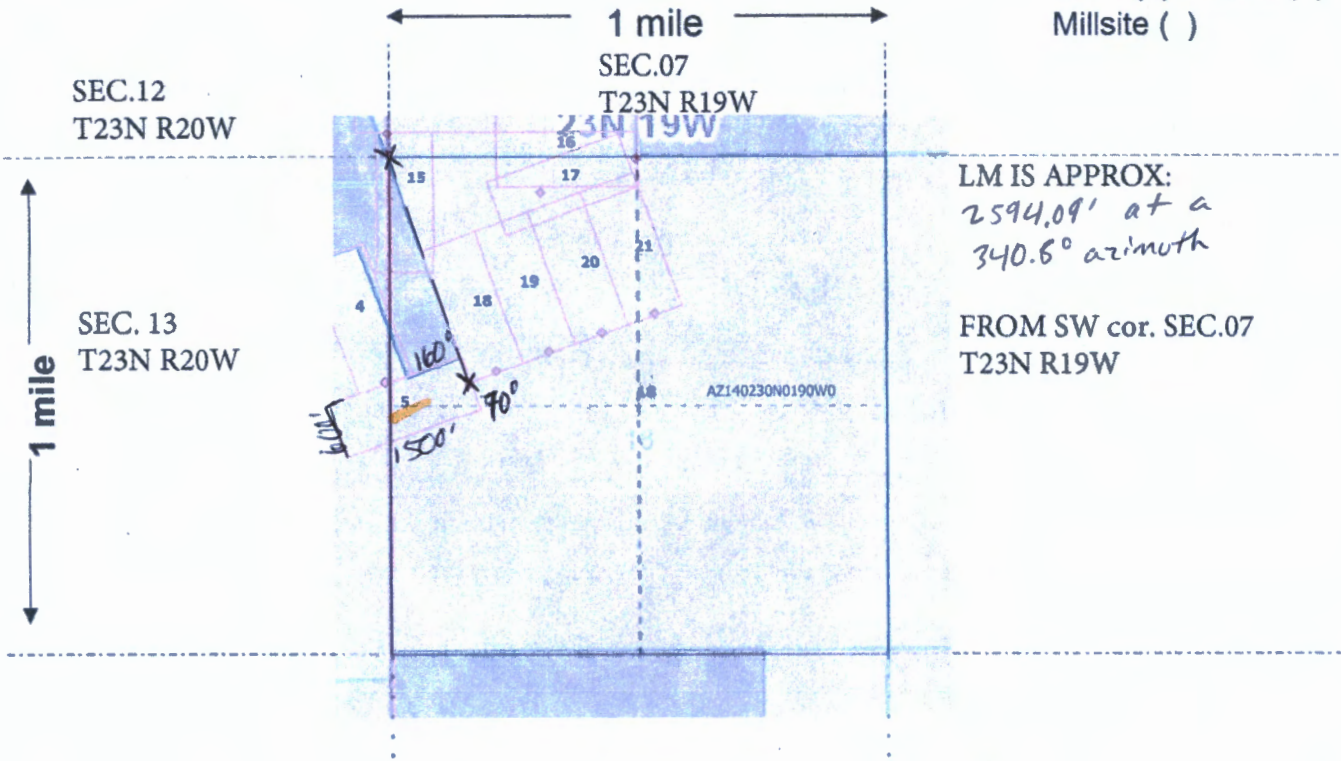 1 mile
Millsite ( )
SEC.07
T23N R19W
SEC.12
T23N R20W
23N 19W
16
15
17
LM IS APPROX:
2594.09' at a
340.6° azimuth
21
20
19
18
4
SEC. 13
T23N R20W
FROM SW cor. SEC.07
T23N R19W
1 mile
160°
70°
5
18
AZ140230N0190W0
600'
1500'